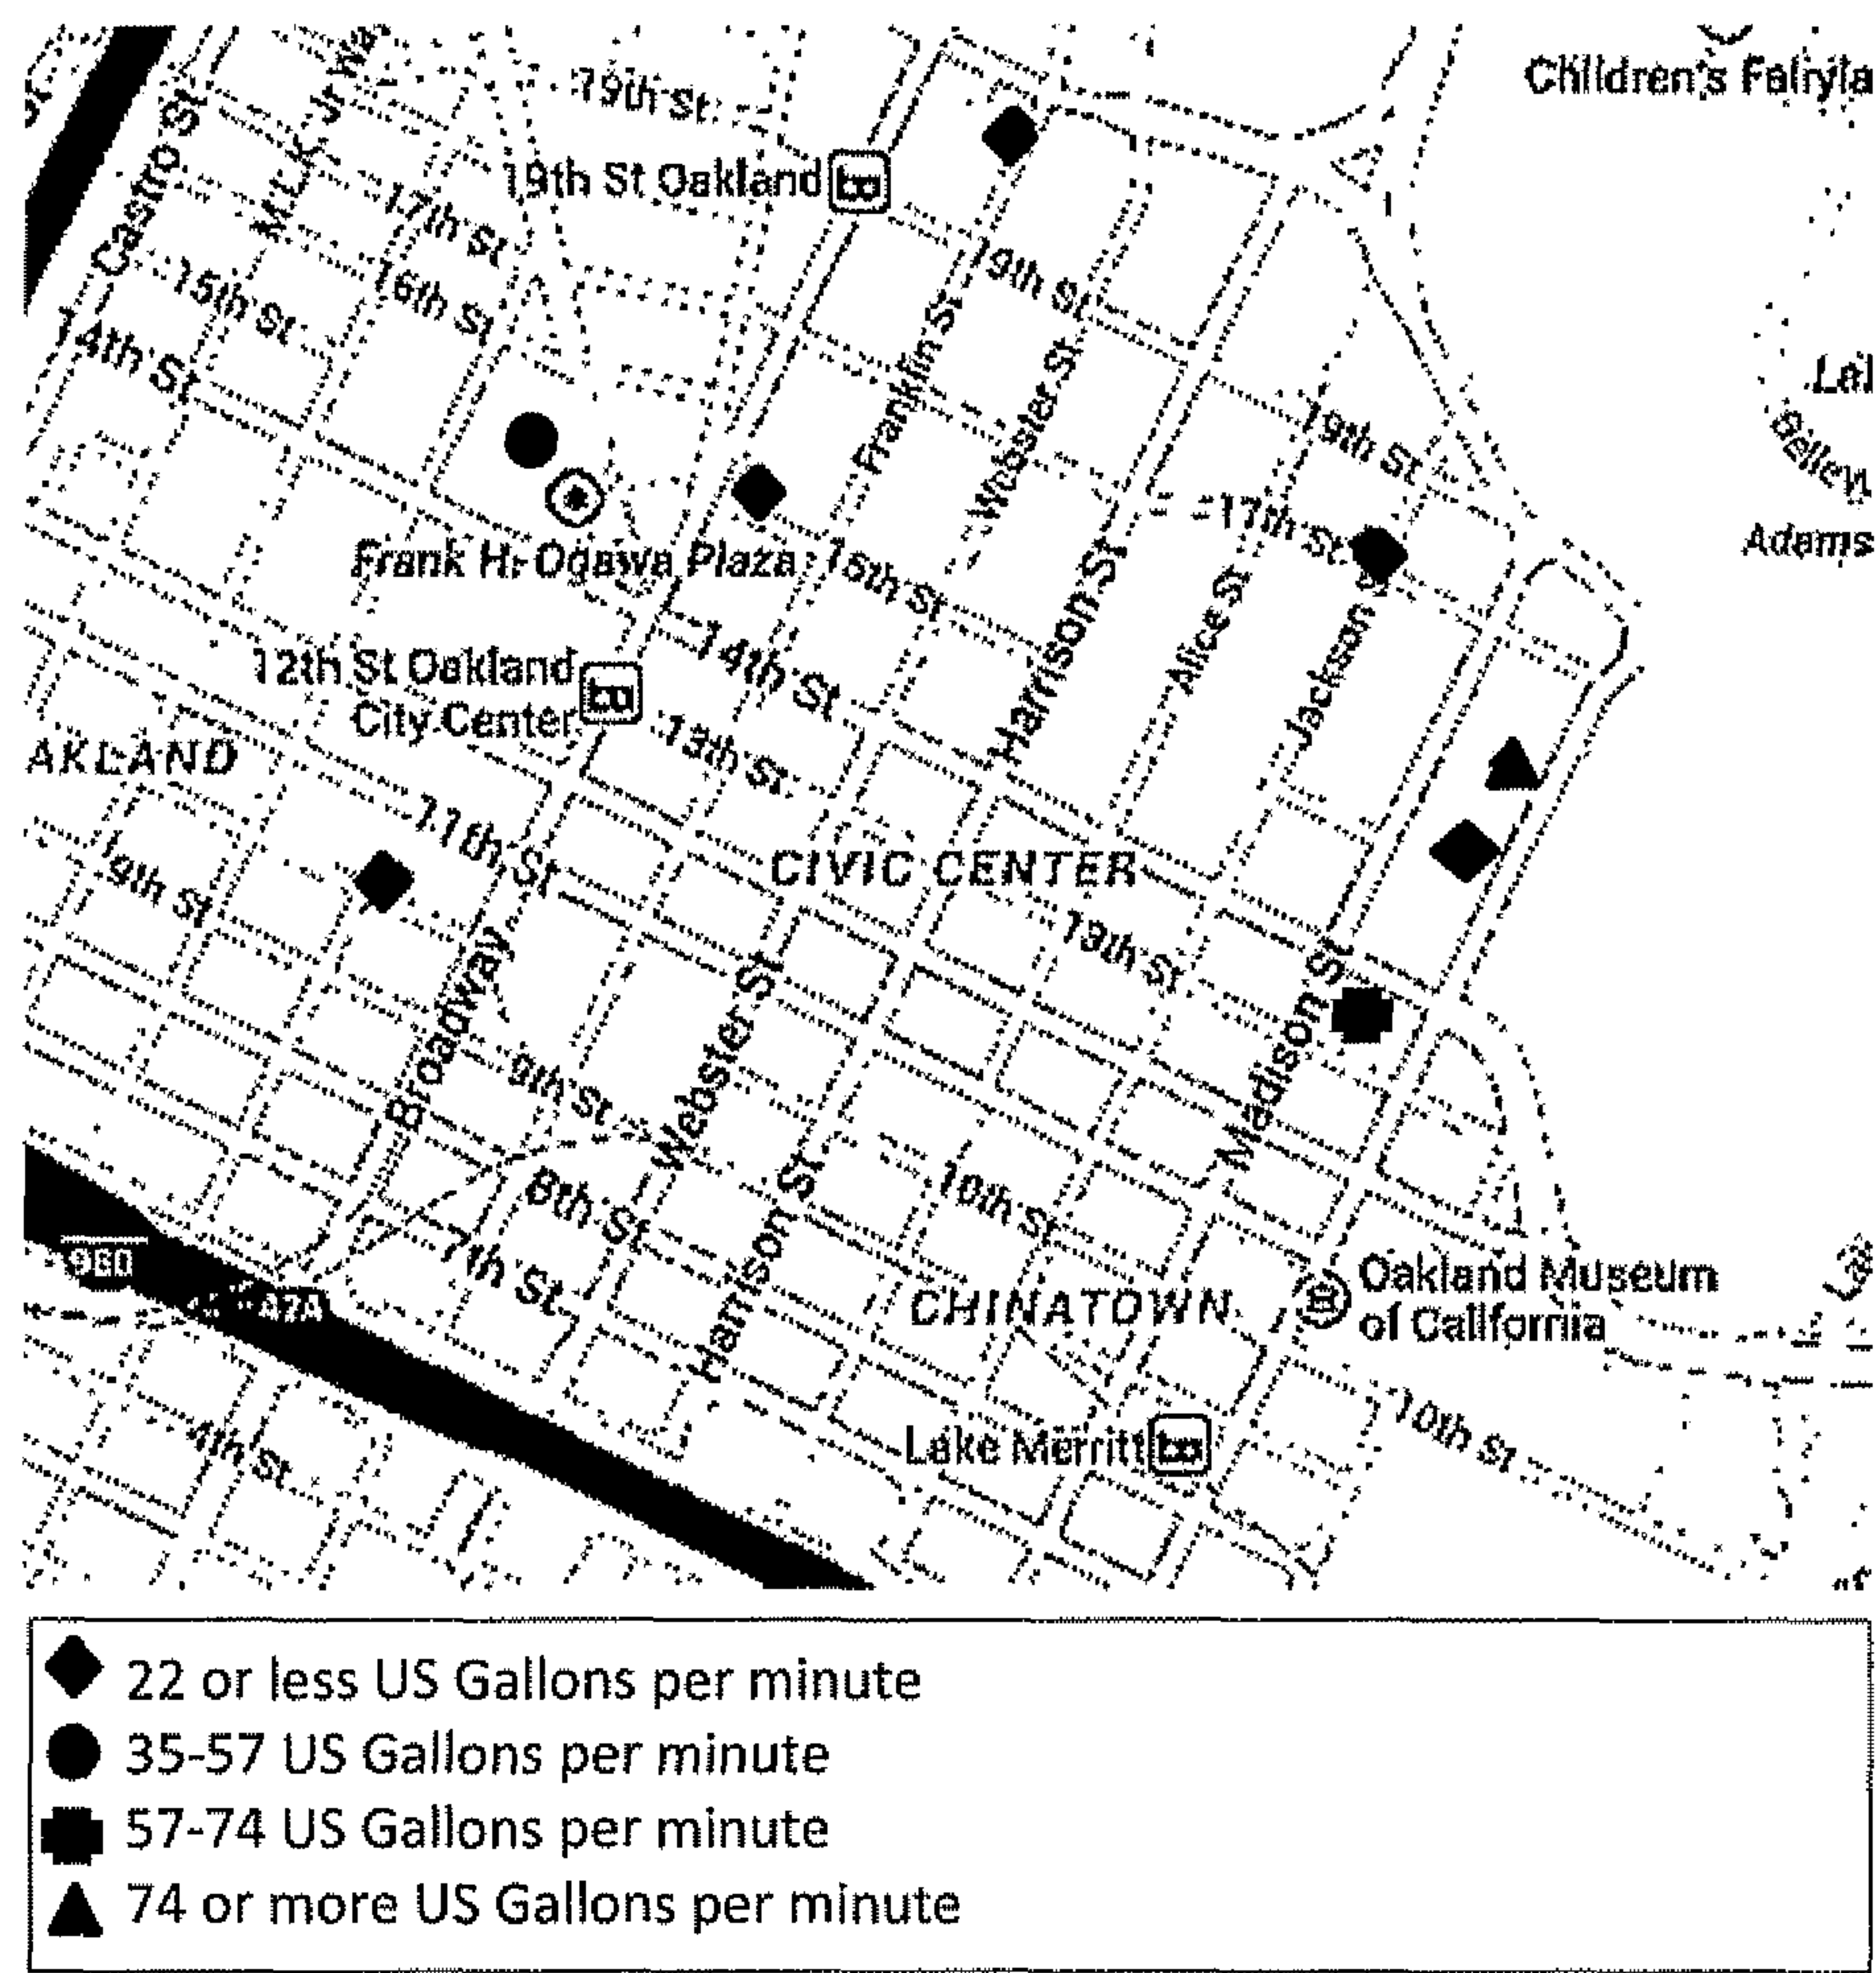 19th St
Children's Fairyla
Castro St
19th St Oakland
17th St
16th St
15th St
14th St
19th St
Franklin St
Webster St
19th St
Lal
Bellev
17th St
Adams
Frank H. Ogawa Plaza
15th St
Harrison St
Alice St
Jackson S
12th St Oakland
City Center
14th St
13th St
AKLAND
11th St
CIVIC CENTER
9th St
13th St
Madison St
Broadway
Webster St
9th St
10th St
8th St
Harrison St
7th St
980
Oakland Museum
of California
CHINATOWN
Lake Merritt
10th St
4th St
22 or less US Gallons per minute
35-57 US Gallons per minute
57-74 US Gallons per minute
74 or more US Gallons per minute